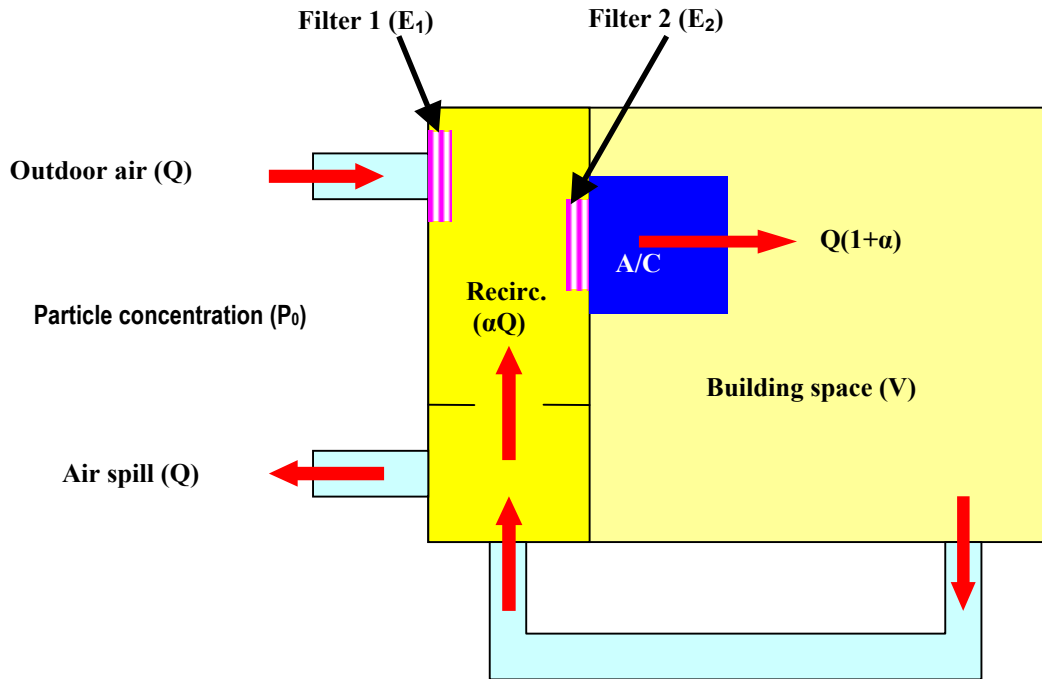 Filter 1 (E₁)
Filter 2 (E₂)
Outdoor air (Q)
Q(1+α)
A/C
Recirc.
(αQ)
Particle concentration (P₀)
Building space (V)
Air spill (Q)